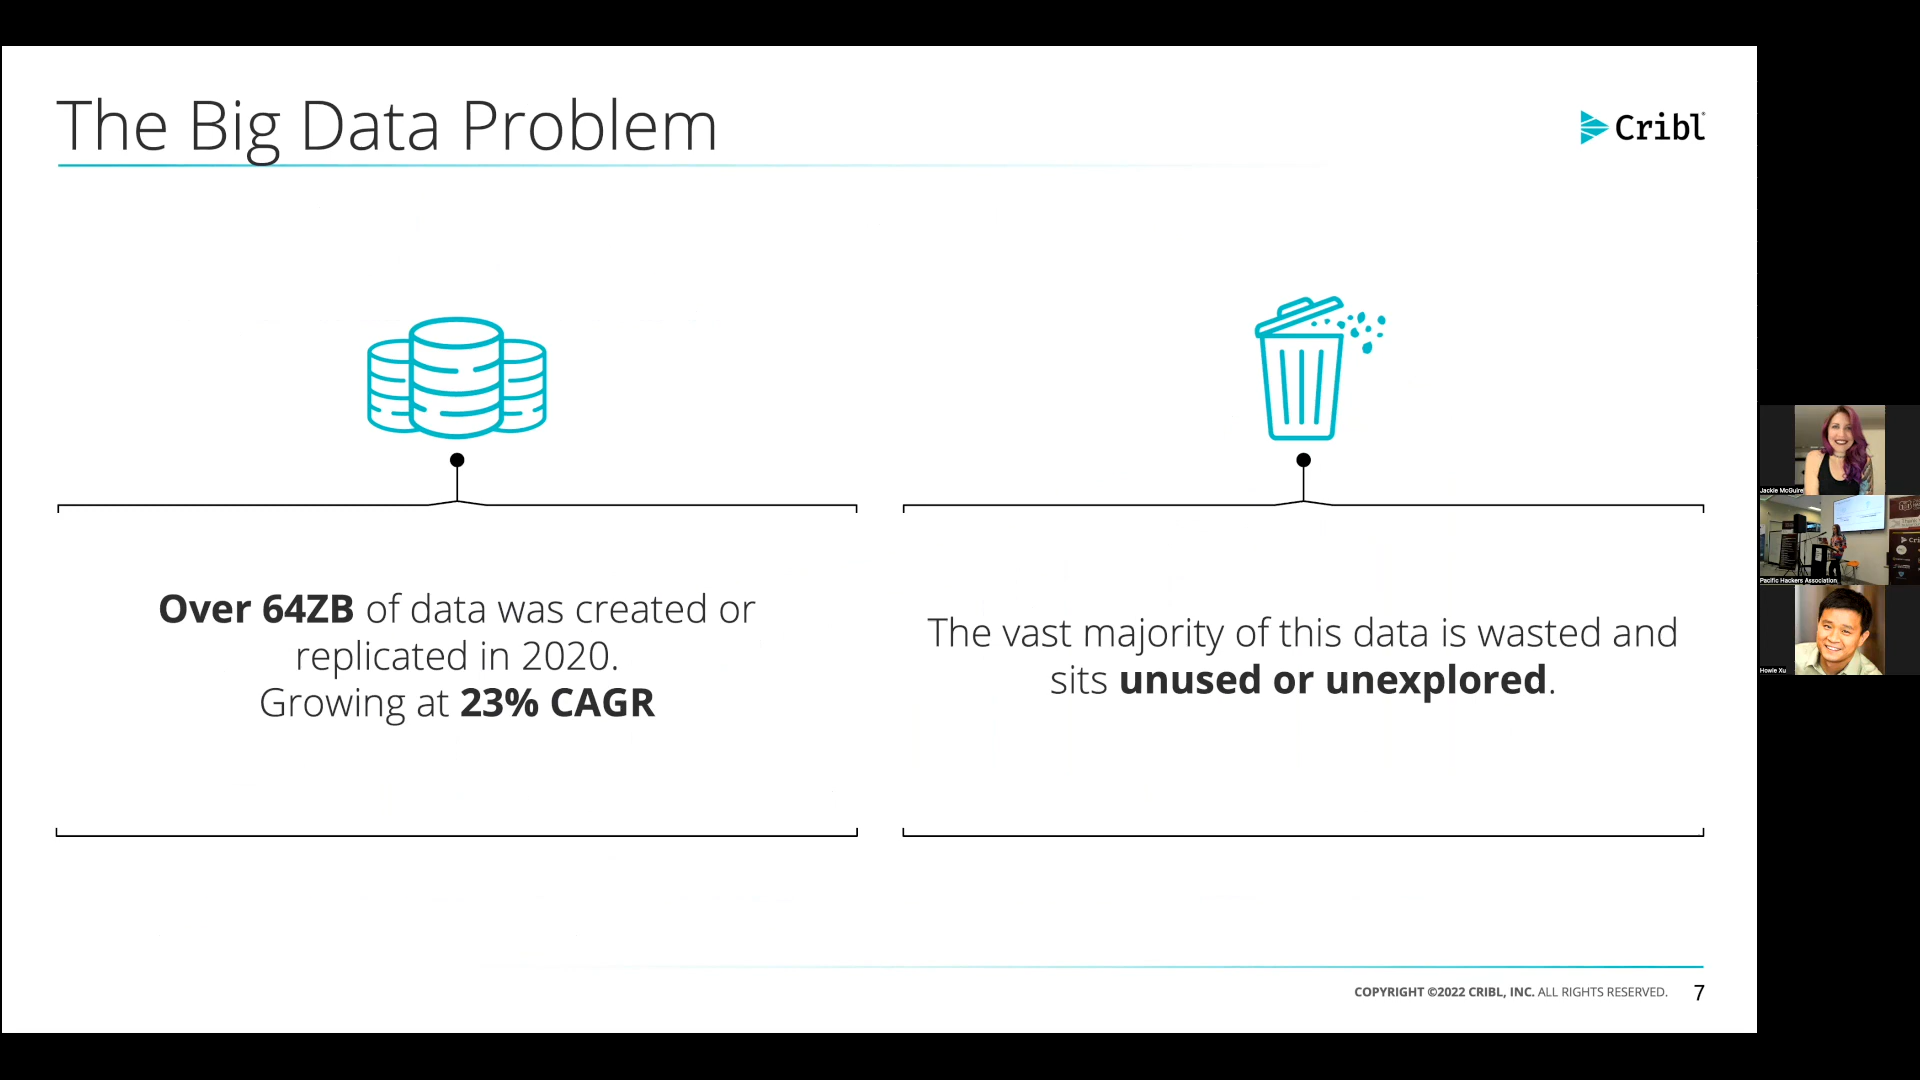 The Big Data Problem
Cribl
Over 64ZB of data was created or
replicated in 2020.
Growing at 23% CAGR
The vast majority of this data is wasted and
sits unused or unexplored.
COPYRIGHT ©2022 CRIBL, INC. ALL RIGHTS RESERVED. 7
Jackie McGuire
Pacific Hackers Association
Howie Xu